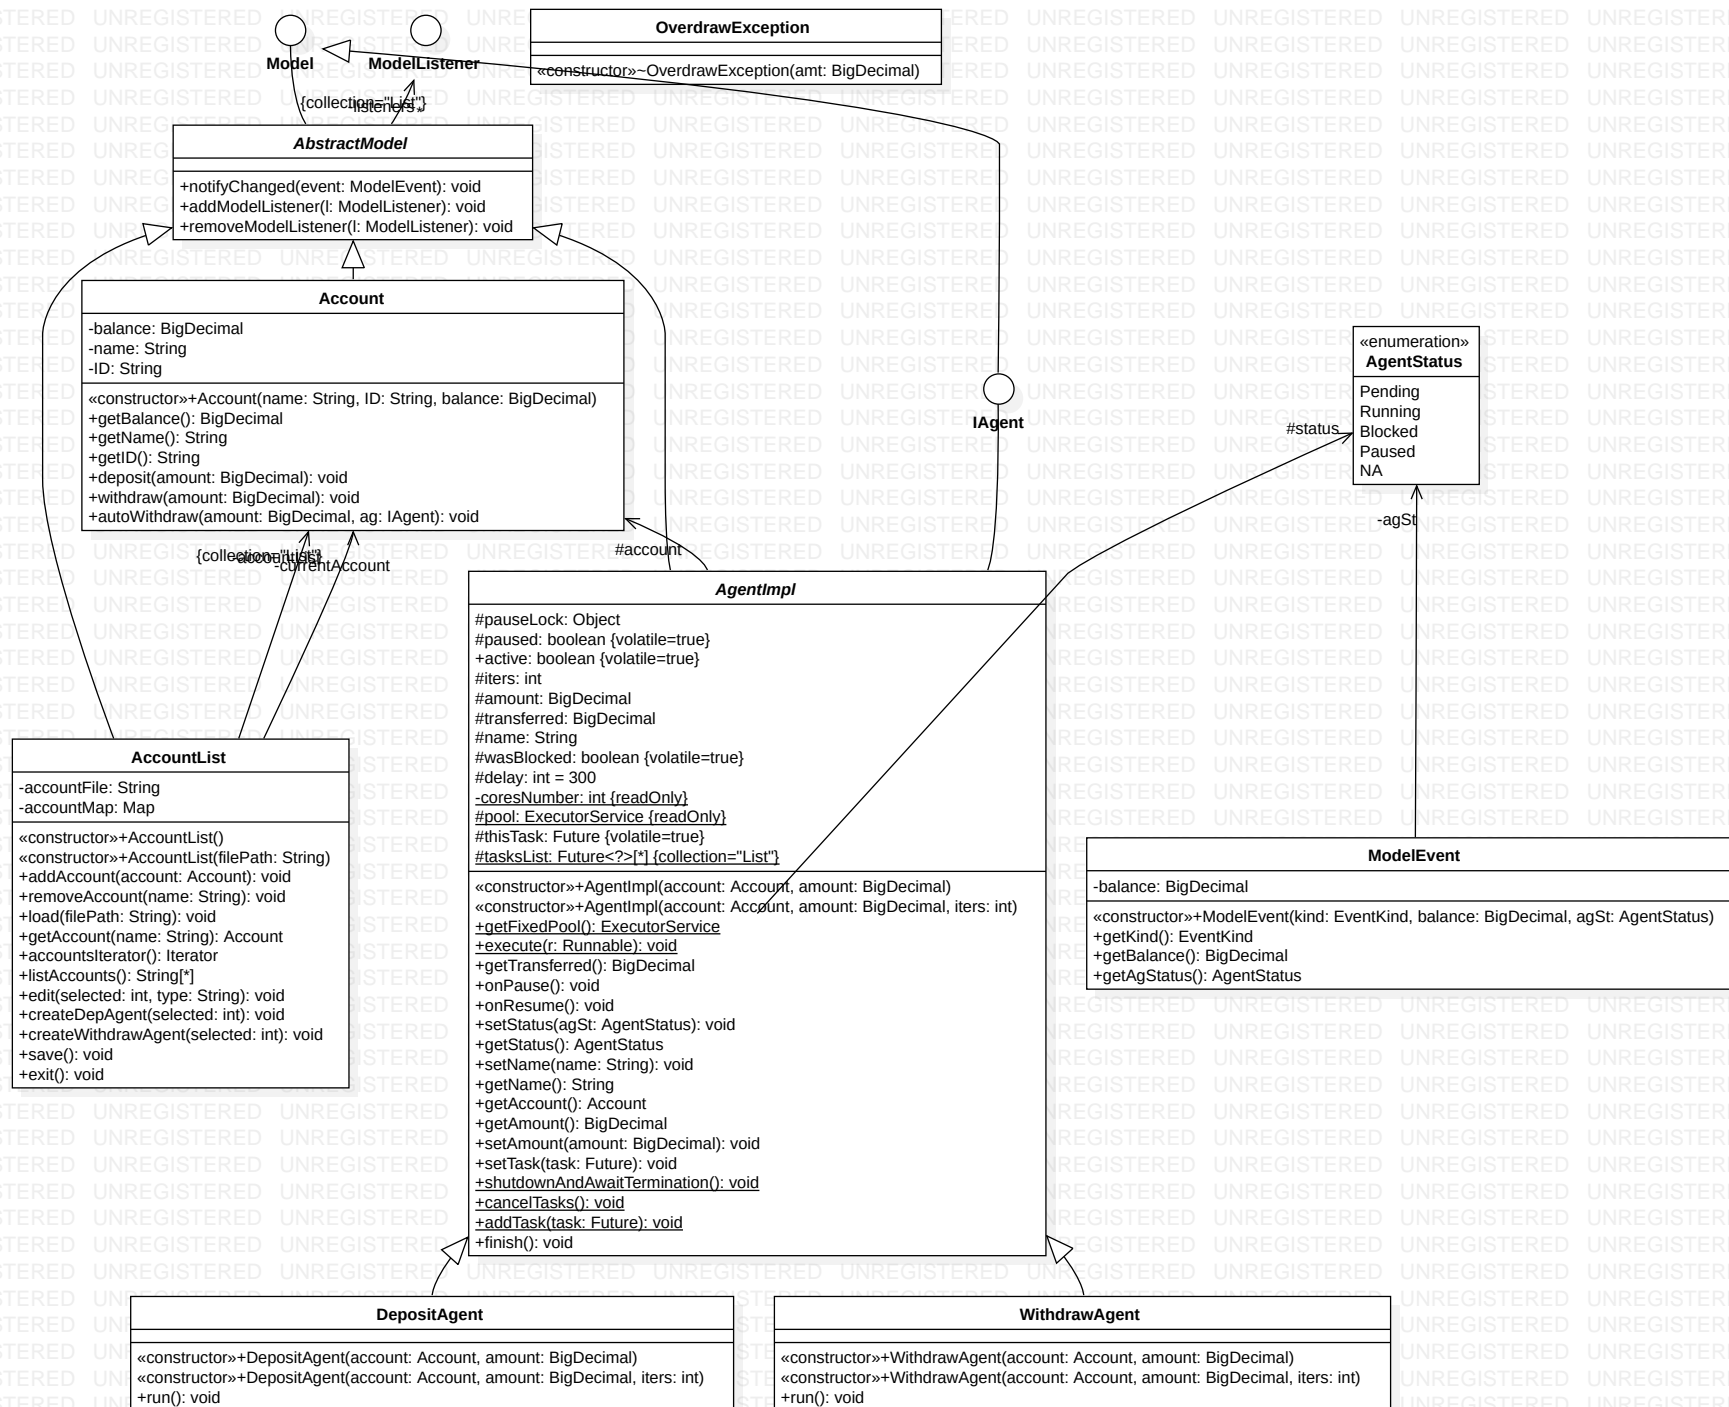 Model
ModelListener
{collection="List"}
listeners *
OverdrawException
«constructor»~OverdrawException(amt: BigDecimal)
AbstractModel
+notifyChanged(event: ModelEvent): void
+addModelListener(l: ModelListener): void
+removeModelListener(l: ModelListener): void
Account
-balance: BigDecimal
-name: String
-ID: String
«constructor»+Account(name: String, ID: String, balance: BigDecimal)
+getBalance(): BigDecimal
+getName(): String
+getID(): String
+deposit(amount: BigDecimal): void
+withdraw(amount: BigDecimal): void
+autoWithdraw(amount: BigDecimal, ag: IAgent): void
IAgent
«enumeration»
AgentStatus
Pending
Running
Blocked
Paused
NA
#status
-agSt
{collection="List"}
-currentAccount
#account
AgentImpl
#pauseLock: Object
#paused: boolean {volatile=true}
+active: boolean {volatile=true}
#iters: int
#amount: BigDecimal
#transferred: BigDecimal
#name: String
#wasBlocked: boolean {volatile=true}
#delay: int = 300
-coresNumber: int {readOnly}
#pool: ExecutorService {readOnly}
#thisTask: Future {volatile=true}
#tasksList: Future<?>[*] {collection="List"}
«constructor»+AgentImpl(account: Account, amount: BigDecimal)
«constructor»+AgentImpl(account: Account, amount: BigDecimal, iters: int)
+getFixedPool(): ExecutorService
+execute(r: Runnable): void
+getTransferred(): BigDecimal
+onPause(): void
+onResume(): void
+setStatus(agSt: AgentStatus): void
+getStatus(): AgentStatus
+setName(name: String): void
+getName(): String
+getAccount(): Account
+getAmount(): BigDecimal
+setAmount(amount: BigDecimal): void
+setTask(task: Future): void
+shutdownAndAwaitTermination(): void
+cancelTasks(): void
+addTask(task: Future): void
+finish(): void
AccountList
-accountFile: String
-accountMap: Map
«constructor»+AccountList()
«constructor»+AccountList(filePath: String)
+addAccount(account: Account): void
+removeAccount(name: String): void
+load(filePath: String): void
+getAccount(name: String): Account
+accountsIterator(): Iterator
+listAccounts(): String[*]
+edit(selected: int, type: String): void
+createDepAgent(selected: int): void
+createWithdrawAgent(selected: int): void
+save(): void
+exit(): void
ModelEvent
-balance: BigDecimal
«constructor»+ModelEvent(kind: EventKind, balance: BigDecimal, agSt: AgentStatus)
+getKind(): EventKind
+getBalance(): BigDecimal
+getAgStatus(): AgentStatus
DepositAgent
«constructor»+DepositAgent(account: Account, amount: BigDecimal)
«constructor»+DepositAgent(account: Account, amount: BigDecimal, iters: int)
+run(): void
WithdrawAgent
«constructor»+WithdrawAgent(account: Account, amount: BigDecimal)
«constructor»+WithdrawAgent(account: Account, amount: BigDecimal, iters: int)
+run(): void
UNREGISTERED